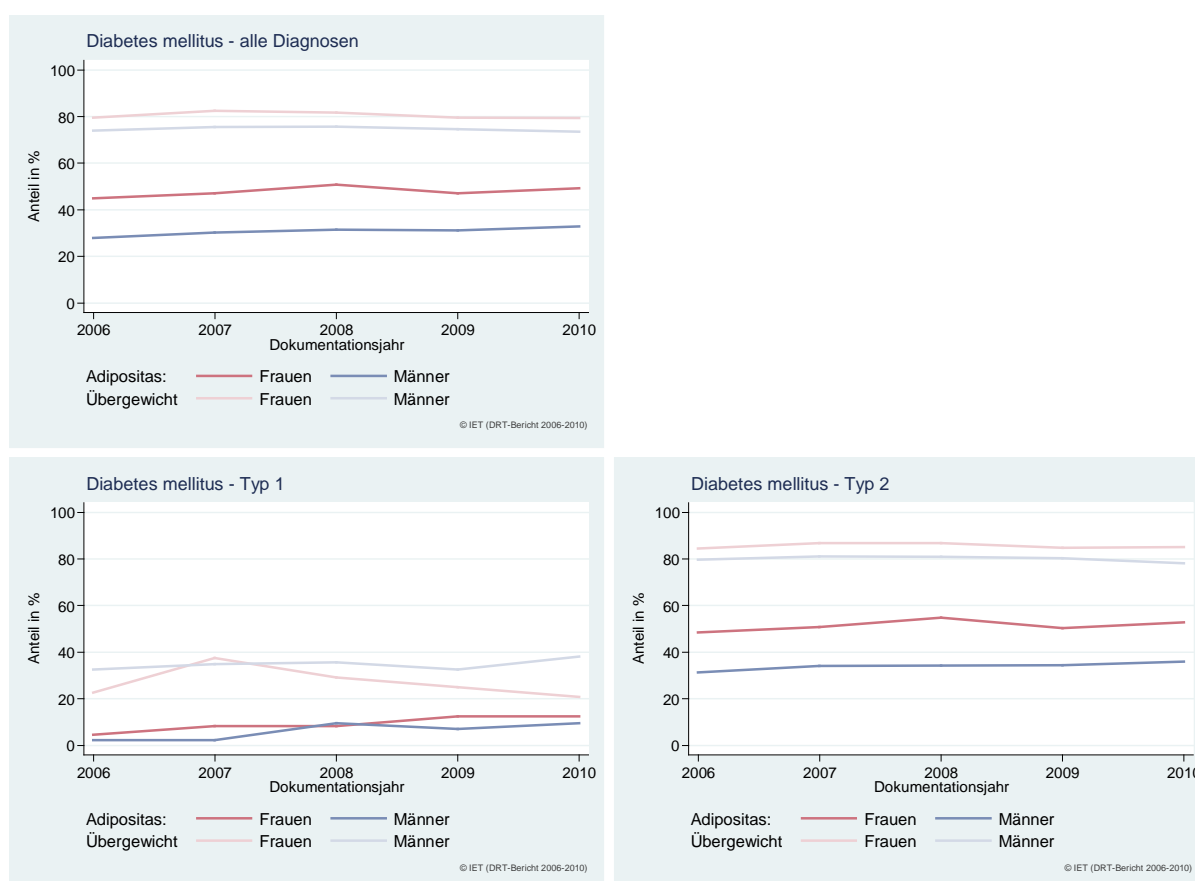 Diabetes mellitus - alle Diagnosen
100
80
60
40
20
0
Anteil in %
2006 2007 2008 2009 2010
Dokumentationsjahr
Adipositas: Frauen Männer
Übergewicht Frauen Männer
© IET (DRT-Bericht 2006-2010)
Diabetes mellitus - Typ 1
100
80
60
40
20
0
Anteil in %
2006 2007 2008 2009 2010
Dokumentationsjahr
Adipositas: Frauen Männer
Übergewicht Frauen Männer
© IET (DRT-Bericht 2006-2010)
Diabetes mellitus - Typ 2
100
80
60
40
20
0
Anteil in %
2006 2007 2008 2009 2010
Dokumentationsjahr
Adipositas: Frauen Männer
Übergewicht Frauen Männer
© IET (DRT-Bericht 2006-2010)